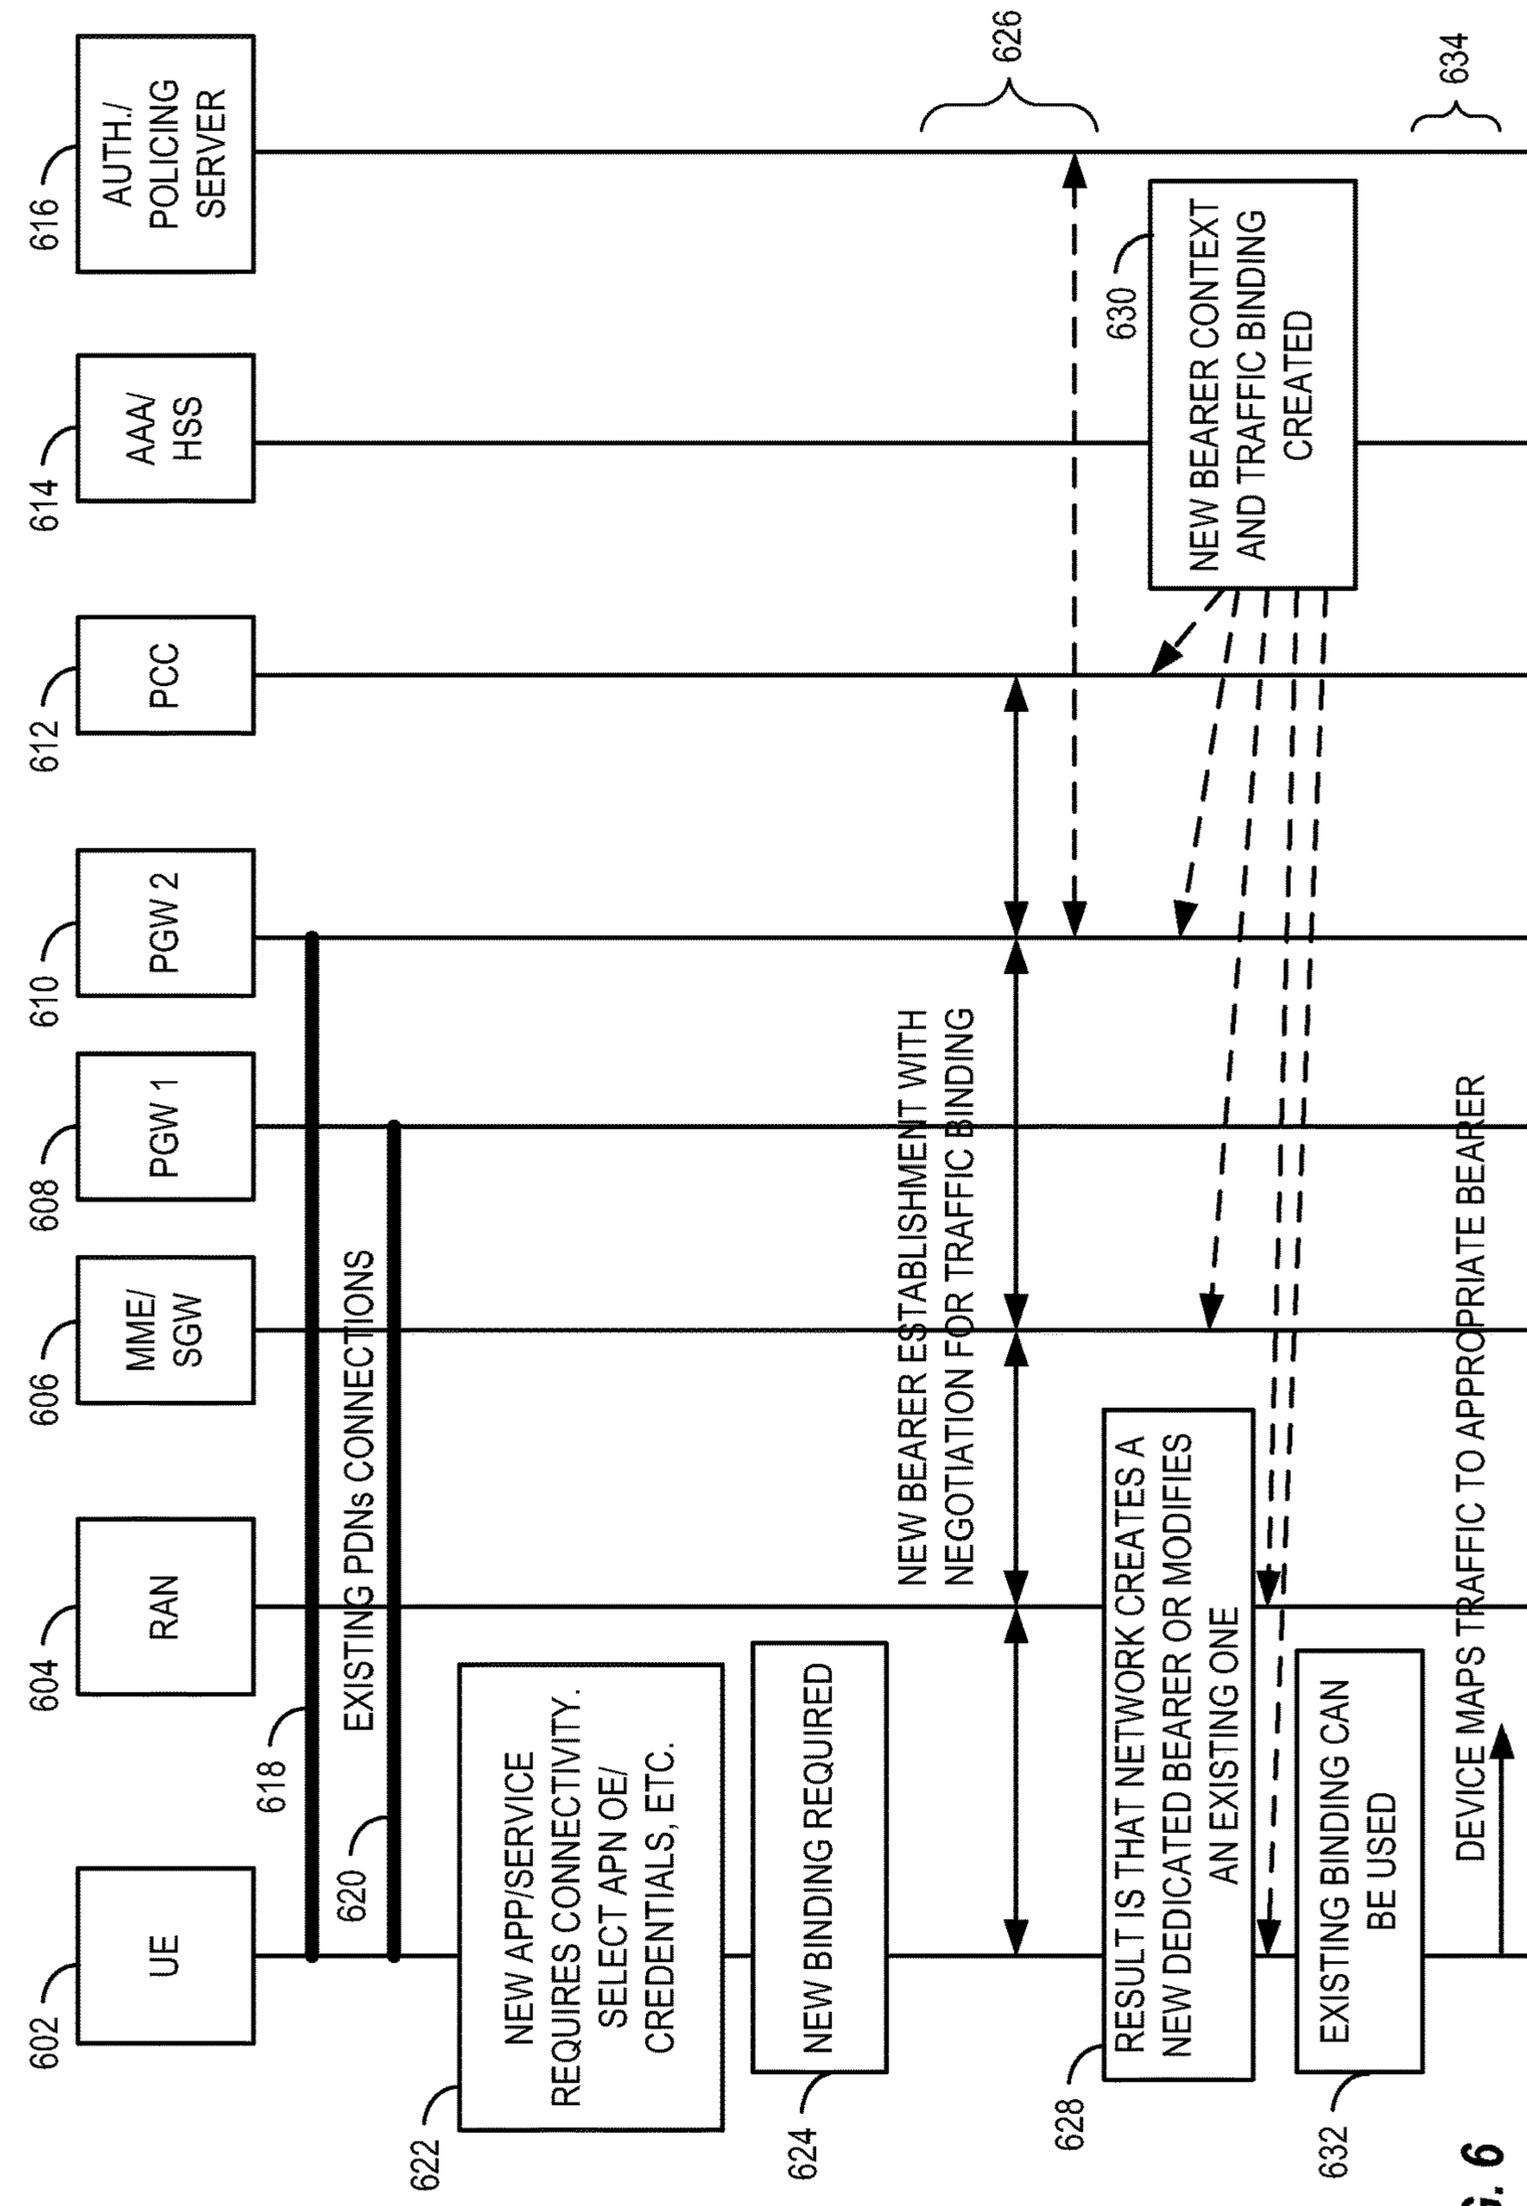 602
UE
604
RAN
606
MME/
SGW
608
PGW 1
610
PGW 2
612
PCC
614
AAA/
HSS
616
AUTH./
POLICING
SERVER
618
EXISTING PDNs CONNECTIONS
620
622
NEW APP/SERVICE
REQUIRES CONNECTIVITY.
SELECT APN OE/
CREDENTIALS, ETC.
624
NEW BINDING REQUIRED
NEW BEARER ESTABLISHMENT WITH
NEGOTIATION FOR TRAFFIC BINDING
626
628
RESULT IS THAT NETWORK CREATES A
NEW DEDICATED BEARER OR MODIFIES
AN EXISTING ONE
630
NEW BEARER CONTEXT
AND TRAFFIC BINDING
CREATED
632
EXISTING BINDING CAN
BE USED
DEVICE MAPS TRAFFIC TO APPROPRIATE BEARER
634
G. 6